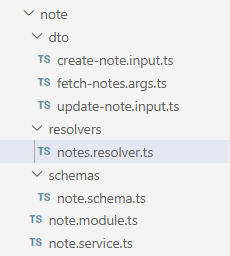 note
dto
TS create-note.input.ts
TS fetch-notes.args.ts
TS update-note.input.ts
resolvers
TS notes.resolver.ts
schemas
TS note.schema.ts
TS note.module.ts
TS note.service.ts